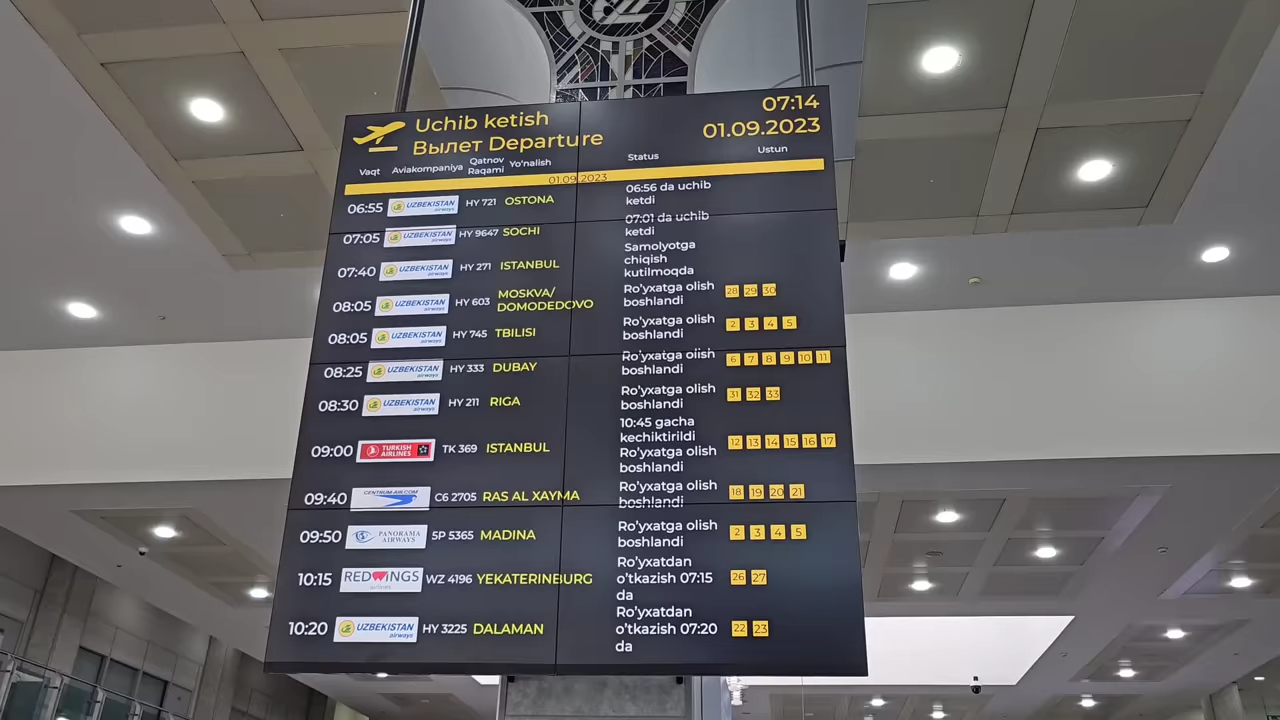 Uchib ketish
Вылет Departure
07:14
01.09.2023
Vaqt Aviakompaniya Qatnov Raqami Yo'nalish Status Ustun
01.09.2023
06:55 UZBEKISTAN airways HY 721 OSTONA 06:56 da uchib ketdi
07:05 UZBEKISTAN airways HY 9647 SOCHI 07:01 da uchib ketdi
07:40 UZBEKISTAN airways HY 271 ISTANBUL Samolyotga chiqish kutilmoqda
08:05 UZBEKISTAN airways HY 603 MOSKVA/ DOMODEDOVO Ro'yxatga olish boshlandi 28 29 30
08:05 UZBEKISTAN airways HY 745 TBILISI Ro'yxatga olish boshlandi 2 3 4 5
08:25 UZBEKISTAN airways HY 333 DUBAY Ro'yxatga olish boshlandi 6 7 8 9 10 11
08:30 UZBEKISTAN airways HY 211 RIGA Ro'yxatga olish boshlandi 31 32 33
09:00 TURKISH AIRLINES TK 369 ISTANBUL 10:45 gacha kechiktirildi Ro'yxatga olish boshlandi 12 13 14 15 16 17
09:40 CENTRUM-AIR.COM C6 2705 RAS AL XAYMA Ro'yxatga olish boshlandi 18 19 20 21
09:50 PANORAMA AIRWAYS 5P 5365 MADINA Ro'yxatga olish boshlandi 2 3 4 5
10:15 RED WINGS airlines WZ 4196 YEKATERINBURG Ro'yxatdan o'tkazish 07:15 da 26 27
10:20 UZBEKISTAN airways HY 3225 DALAMAN Ro'yxatdan o'tkazish 07:20 da 22 23